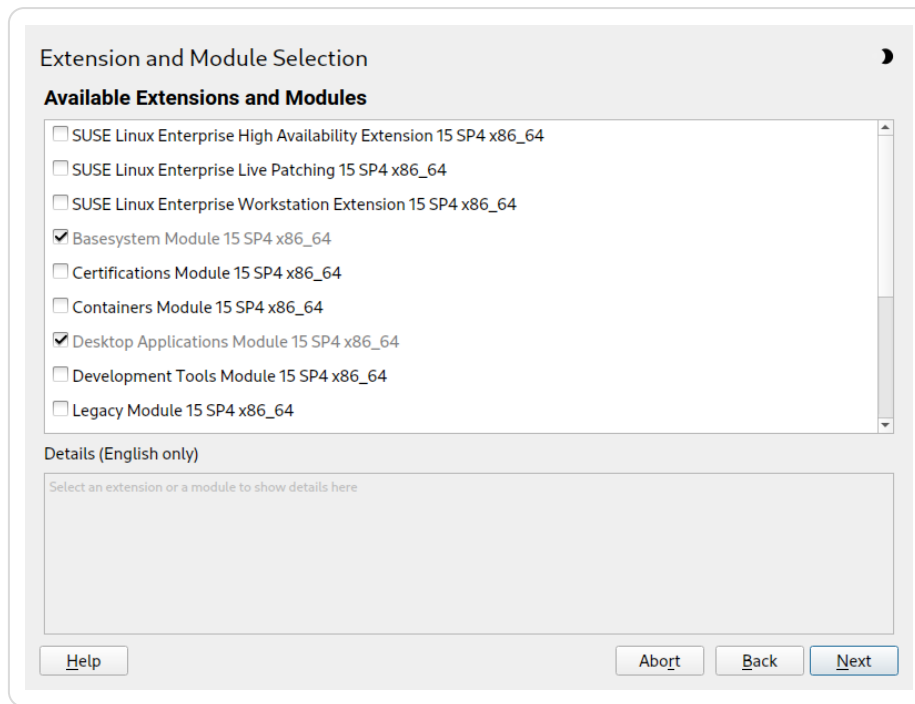 Extension and Module Selection
Available Extensions and Modules
SUSE Linux Enterprise High Availability Extension 15 SP4 x86_64
SUSE Linux Enterprise Live Patching 15 SP4 x86_64
SUSE Linux Enterprise Workstation Extension 15 SP4 x86_64
Basesystem Module 15 SP4 x86_64
Certifications Module 15 SP4 x86_64
Containers Module 15 SP4 x86_64
Desktop Applications Module 15 SP4 x86_64
Development Tools Module 15 SP4 x86_64
Legacy Module 15 SP4 x86_64
Details (English only)
Select an extension or a module to show details here
Help Abort Back Next